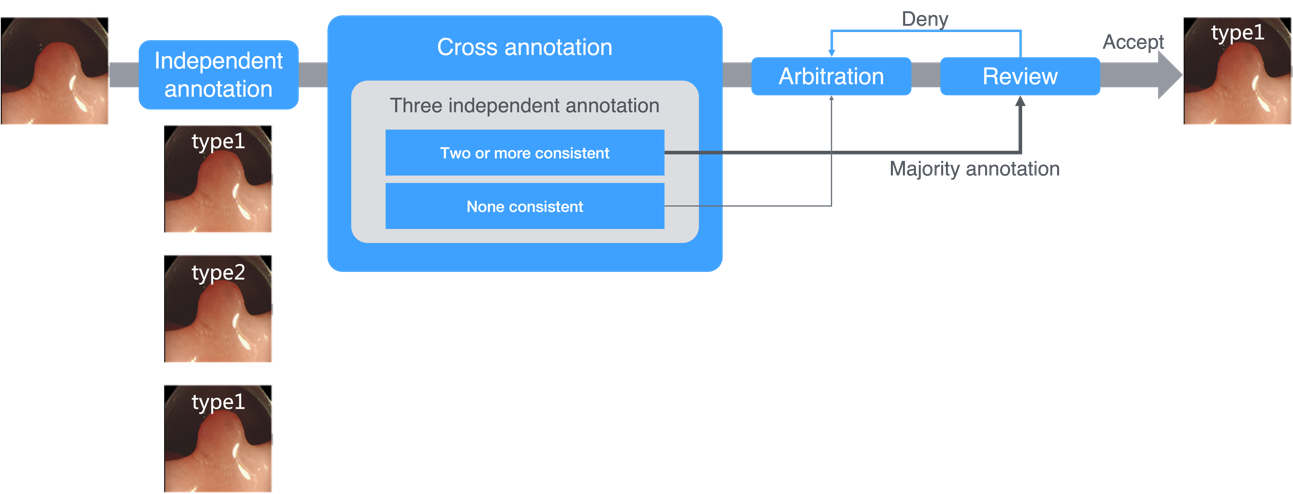 Independent
annotation
type1
type2
type1
Cross annotation
Three independent annotation
Two or more consistent
None consistent
Deny
Arbitration
Review
Majority annotation
Accept
type1